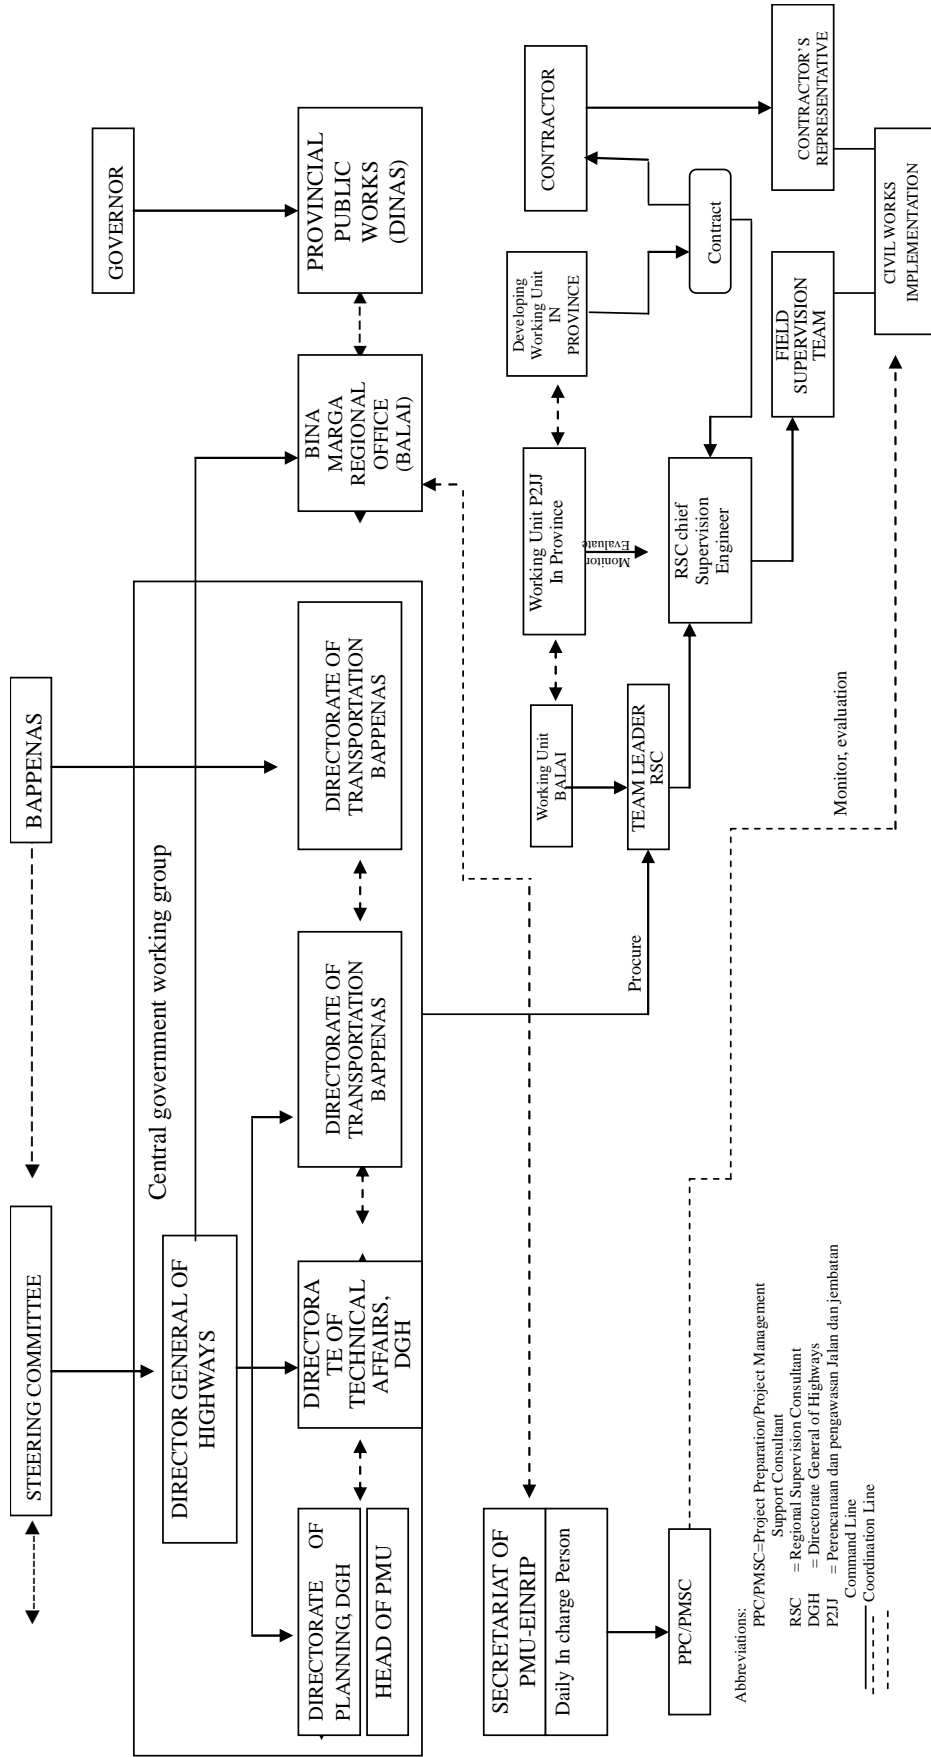 STEERING COMMITTEE
BAPPENAS
GOVERNOR
Central government working group
DIRECTOR GENERAL OF
HIGHWAYS
DIRECTORATE OF
PLANNING, DGH
HEAD OF PMU
DIRECTORA
TE OF
TECHNICAL
AFFAIRS,
DGH
DIRECTORATE OF
TRANSPORTATION
BAPPENAS
DIRECTORATE OF
TRANSPORTATION
BAPPENAS
BINA
MARGA
REGIONAL
OFFICE
(BALAI)
PROVINCIAL
PUBLIC
WORKS
(DINAS)
SECRETARIAT OF
PMU-EINRIP
Daily In charge Person
Working Unit
BALAI
Working Unit P2JJ
In Province
Developing
Working Unit
IN
PROVINCE
CONTRACTOR
Monitor
Evaluate
Procure
TEAM LEADER
RSC
RSC chief
Supervision
Engineer
Contract
PPC/PMSC
FIELD
SUPERVISION
TEAM
CONTRACTOR'S
REPRESENTATIVE
Monitor, evaluation
CIVIL WORKS
IMPLEMENTATION
Abbreviations:
PPC/PMSC=Project Preparation/Project Management
Support Consultant
RSC = Regional Supervision Consultant
DGH = Directorate General of Highways
P2JJ = Perencanaan dan pengawasan Jalan dan jembatan
Command Line
Coordination Line